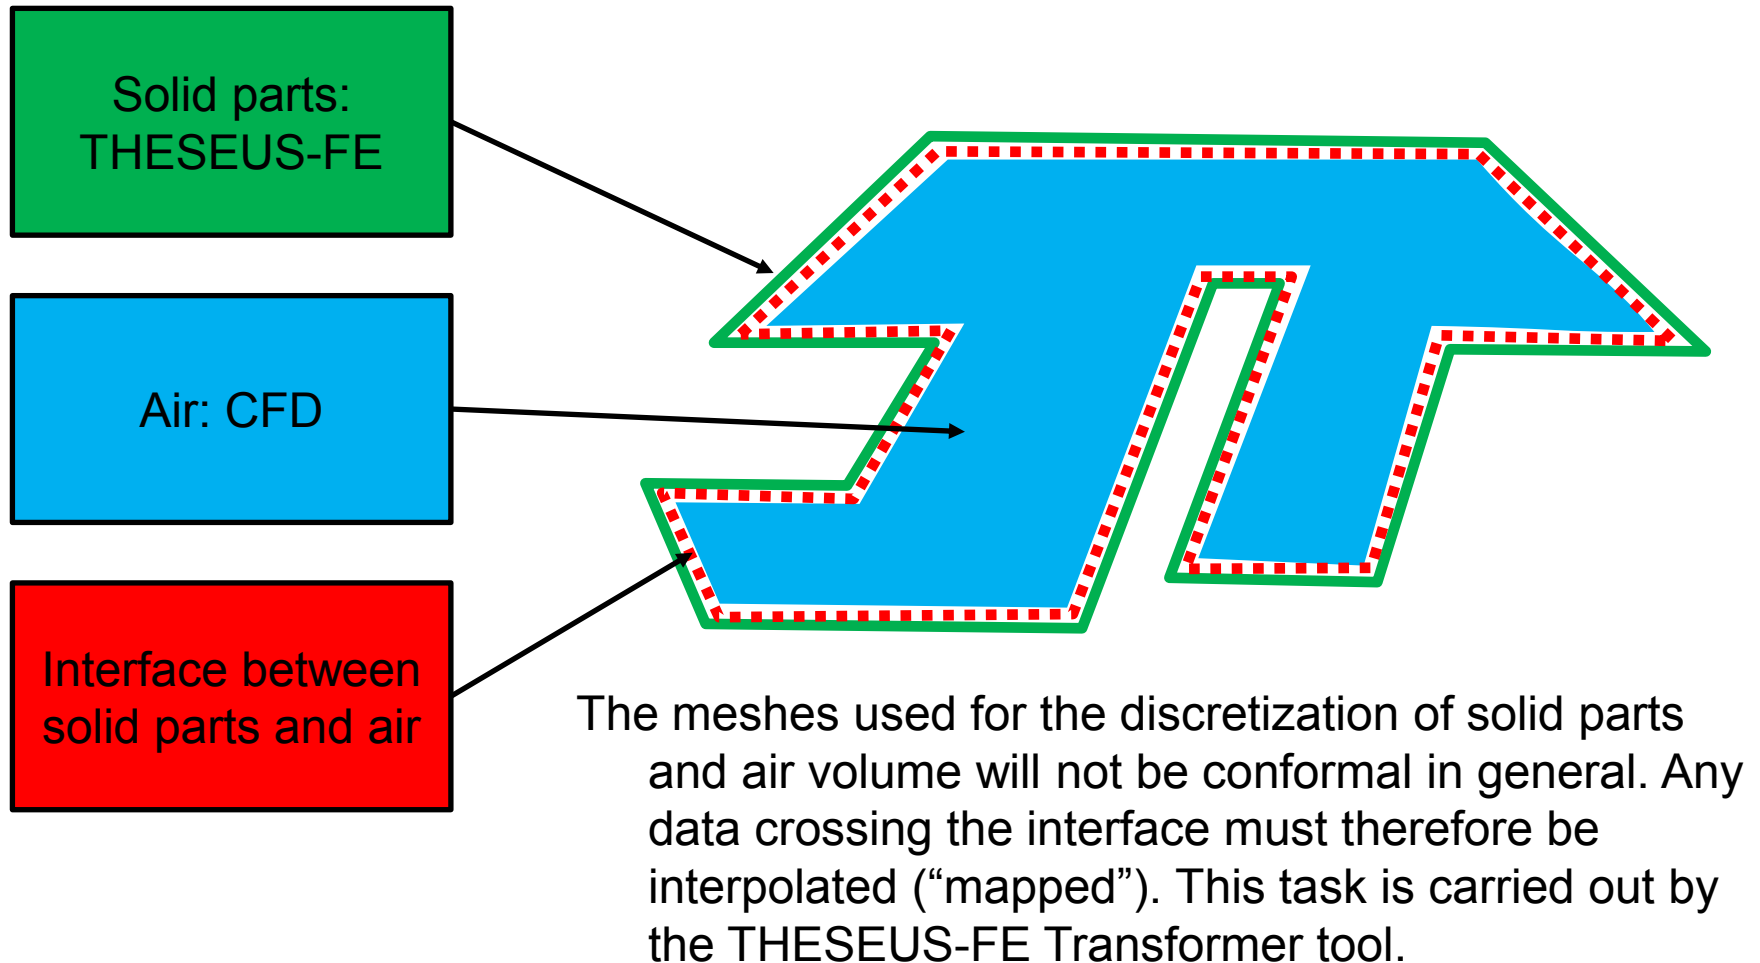 Solid parts:
THESEUS-FE
Air: CFD
Interface between
solid parts and air
The meshes used for the discretization of solid parts
and air volume will not be conformal in general. Any
data crossing the interface must therefore be
interpolated (“mapped”). This task is carried out by
the THESEUS-FE Transformer tool.